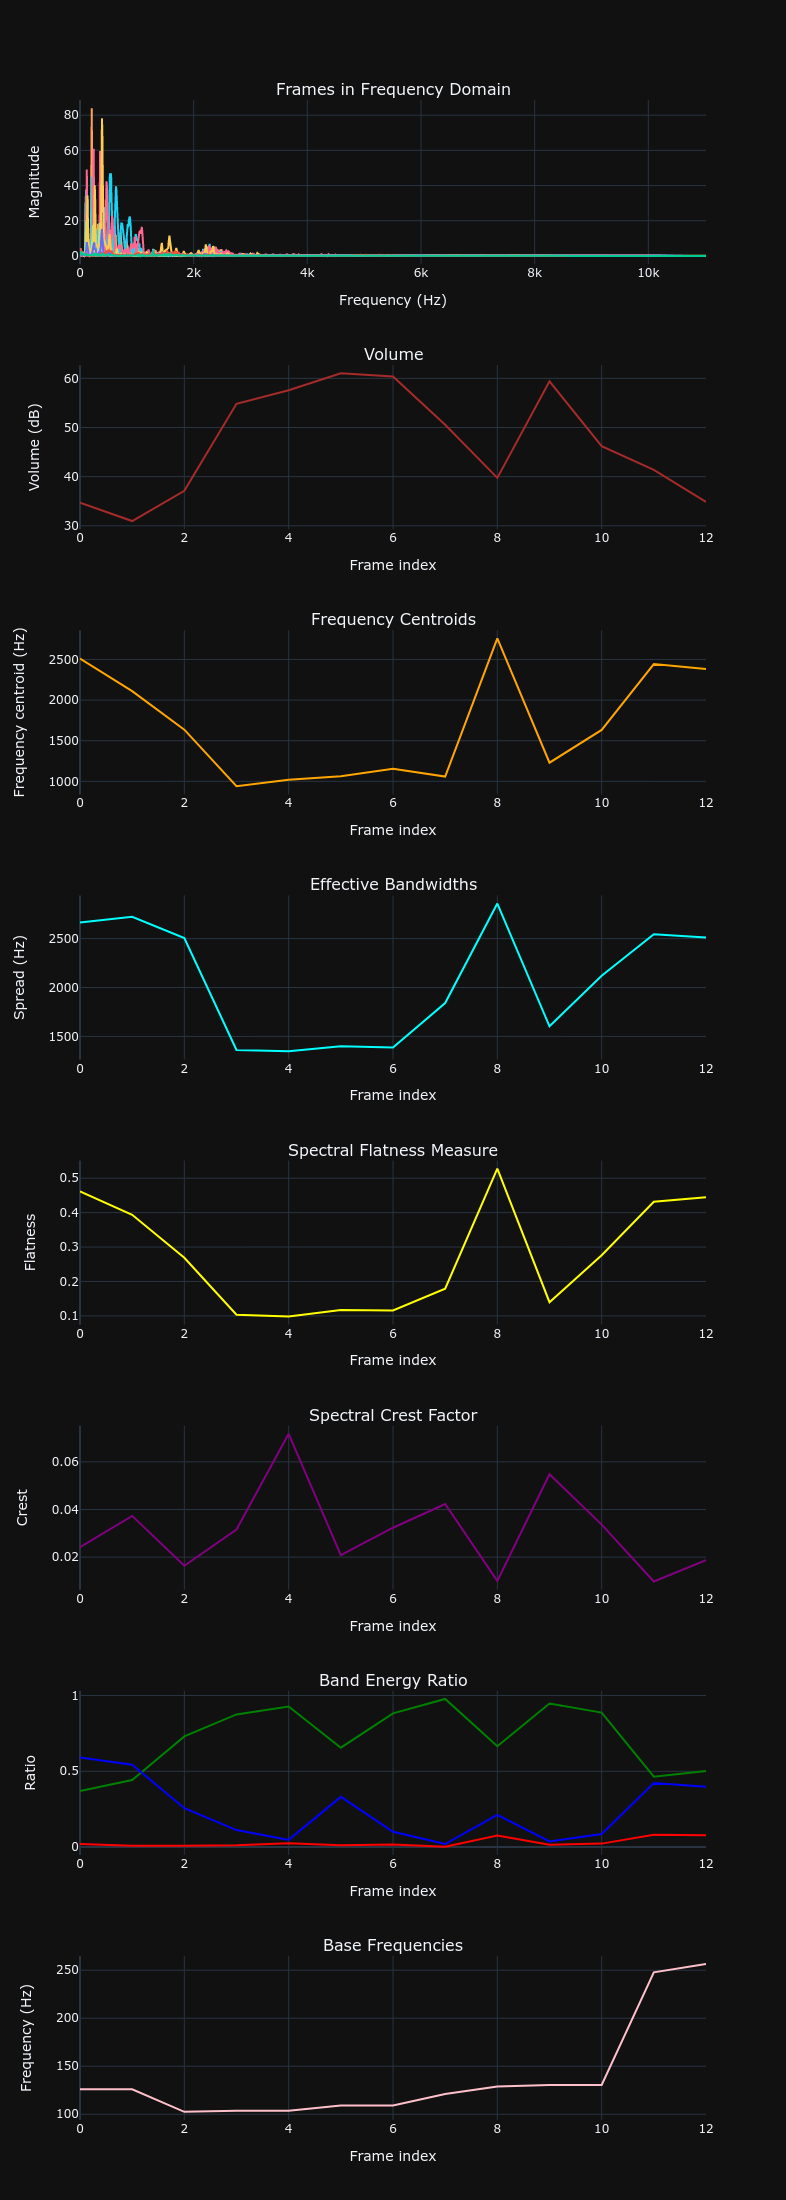 Frames in Frequency Domain
80
60
40
20
0
Magnitude
0 2k 4k 6k 8k 10k
Frequency (Hz)
Volume
60
50
40
30
Volume (dB)
0 2 4 6 8 10 12
Frame index
Frequency Centroids
2500
2000
1500
1000
Frequency centroid (Hz)
0 2 4 6 8 10 12
Frame index
Effective Bandwidths
2500
2000
1500
Spread (Hz)
0 2 4 6 8 10 12
Frame index
Spectral Flatness Measure
0.5
0.4
0.3
0.2
0.1
Flatness
0 2 4 6 8 10 12
Frame index
Spectral Crest Factor
0.06
0.04
0.02
Crest
0 2 4 6 8 10 12
Frame index
Band Energy Ratio
1
0.5
0
Ratio
0 2 4 6 8 10 12
Frame index
Base Frequencies
250
200
150
100
Frequency (Hz)
0 2 4 6 8 10 12
Frame index